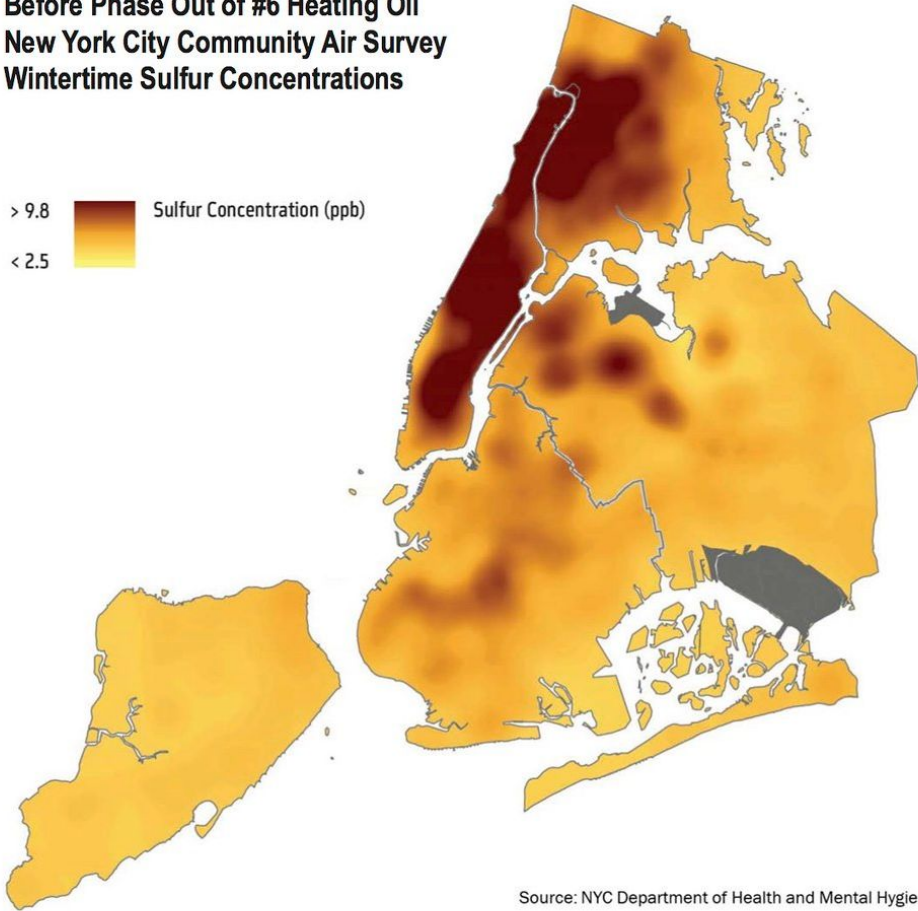 Before Phase Out of #6 Heating Oil
New York City Community Air Survey
Wintertime Sulfur Concentrations
> 9.8
Sulfur Concentration (ppb)
< 2.5
Source: NYC Department of Health and Mental Hygie